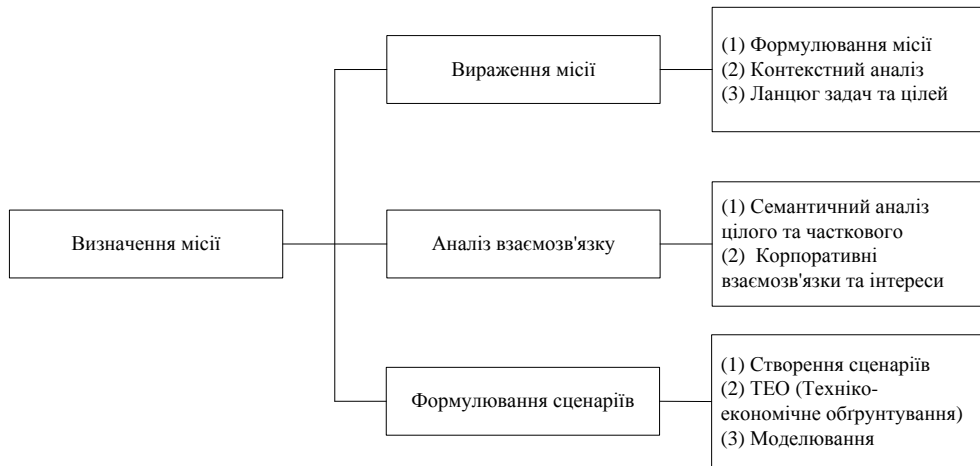 Визначення місії
Вираження місії
(1) Формулювання місії
(2) Контекстний аналіз
(3) Ланцюг задач та цілей
Аналіз взаємозв'язку
(1) Семантичний аналіз
цілого та часткового
(2) Корпоративні
взаємозв'язки та інтереси
Формулювання сценаріїв
(1) Створення сценаріїв
(2) ТЕО (Техніко-
економічне обґрунтування)
(3) Моделювання